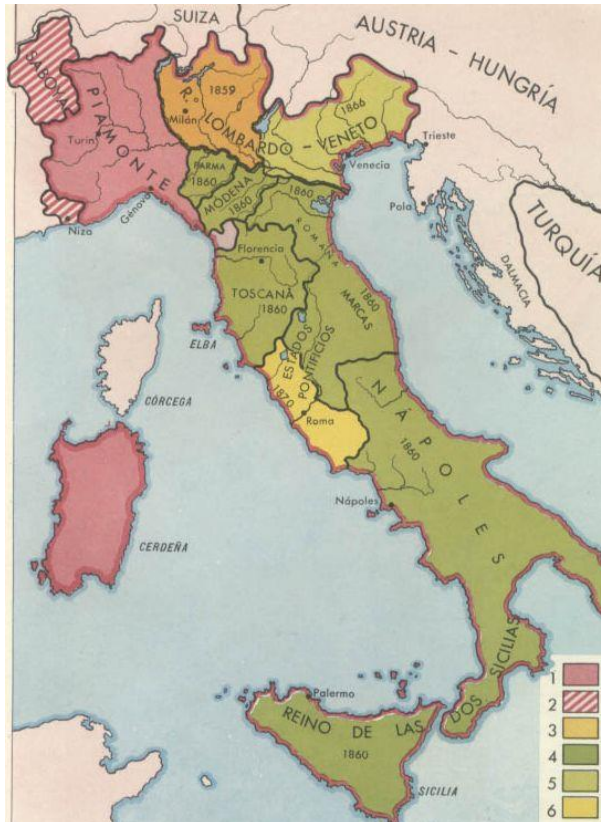 SUIZA
AUSTRIA - HUNGRÍA
SABOYA
PIAMONTE
Turín
Génova
Niza
1859
Milán
R. LOMBARDO - VENETO
1866
Venecia
Trieste
Pola
DALMACIA
TURQUÍA
PARMA
1860
MÓDENA
1860
1860
ROMAÑA
Florencia
TOSCANÁ
1860
1860
MARCAS
ELBA
ESTADOS
PONTIFICIOS
1870
Roma
CÓRCEGA
CERDEÑA
NÁPOLES
1860
Nápoles
Palermo
REINO DE LAS DOS SICILIAS
1860
SICILIA
1
2
3
4
5
6